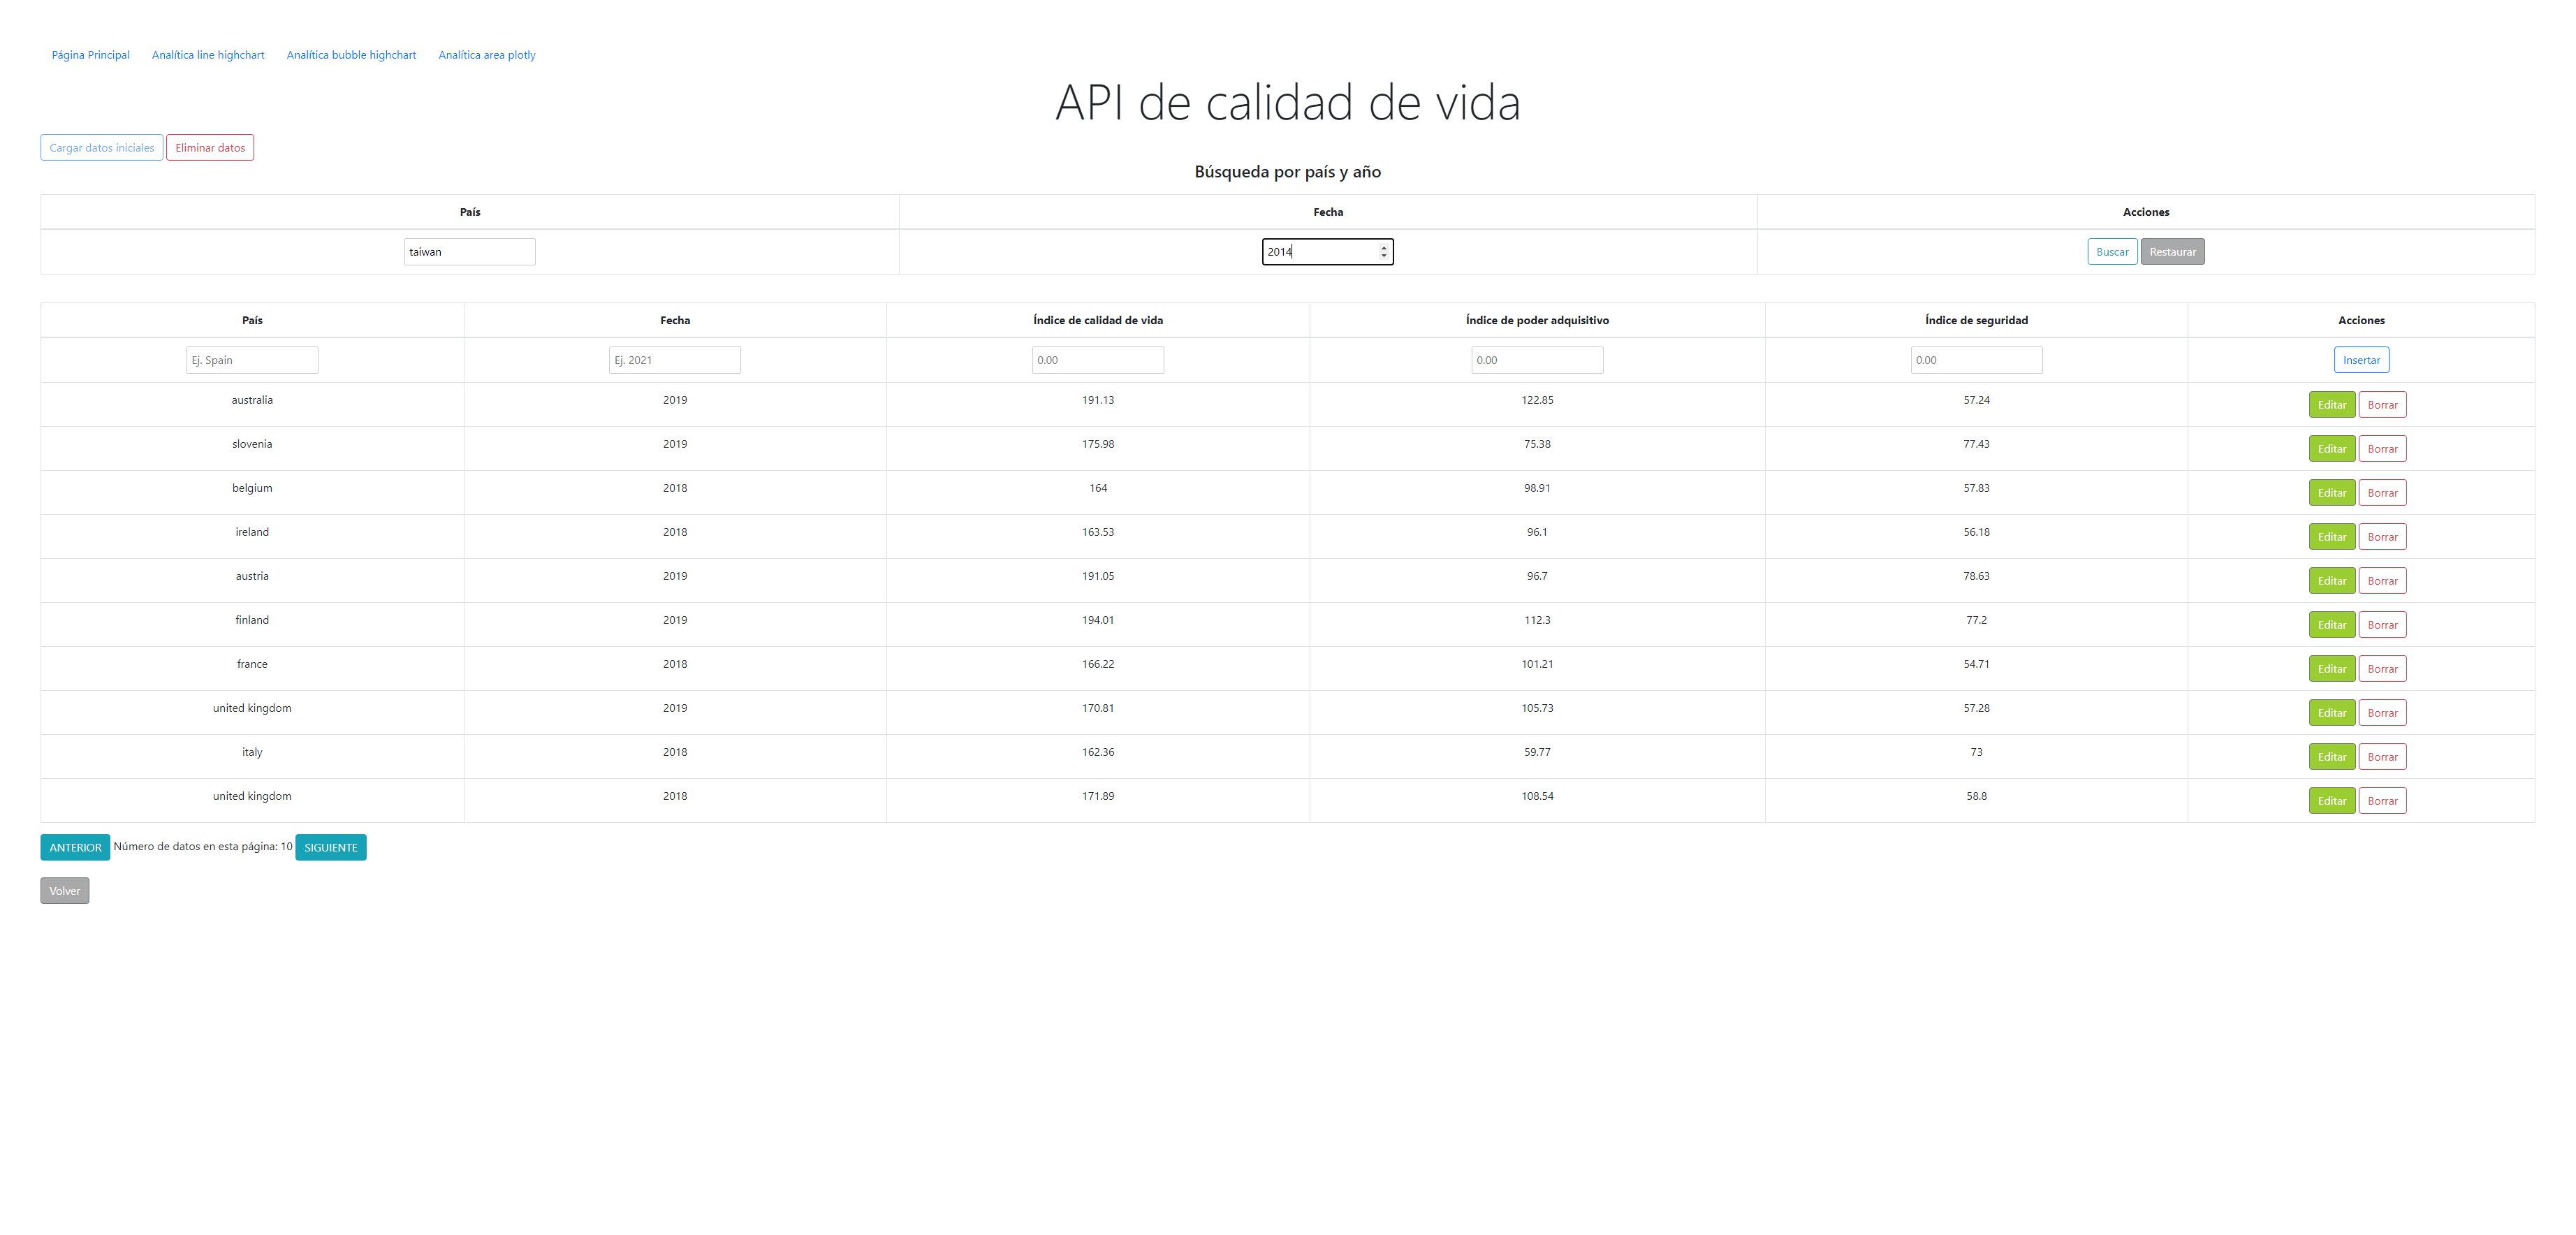 Página Principal Analítica line highchart Analítica bubble highchart Analítica area plotly
API de calidad de vida
Cargar datos iniciales Eliminar datos
Búsqueda por país y año
País Fecha Acciones
taiwan 2014 Buscar Restaurar
País Fecha Índice de calidad de vida Índice de poder adquisitivo Índice de seguridad Acciones
Ej. Spain Ej. 2021 0.00 0.00 0.00 Insertar
australia 2019 191.13 122.85 57.24 Editar Borrar
slovenia 2019 175.98 75.38 77.43 Editar Borrar
belgium 2018 164 98.91 57.83 Editar Borrar
ireland 2018 163.53 96.1 56.18 Editar Borrar
austria 2019 191.05 96.7 78.63 Editar Borrar
finland 2019 194.01 112.3 77.2 Editar Borrar
france 2018 166.22 101.21 54.71 Editar Borrar
united kingdom 2019 170.81 105.73 57.28 Editar Borrar
italy 2018 162.36 59.77 73 Editar Borrar
united kingdom 2018 171.89 108.54 58.8 Editar Borrar
ANTERIOR Número de datos en esta página: 10 SIGUIENTE
Volver